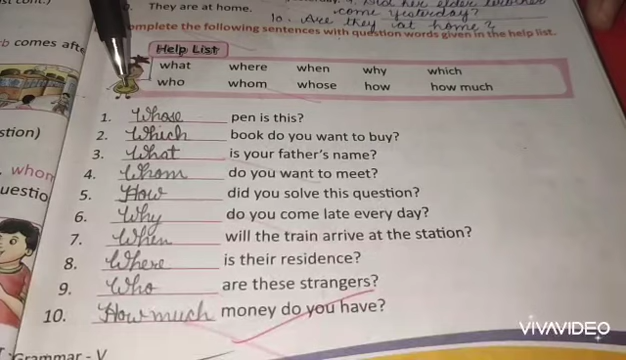 They are at home.
come yesterday?
10. Are they at home?
omplete the following sentences with question words given in the help list.
b comes afte
Help List
what where when why which
who whom whose how how much
1. Whose pen is this?
stion)
2. Which book do you want to buy?
3. What is your father's name?
whom
4. Whom do you want to meet?
uestio
5. How did you solve this question?
6. Why do you come late every day?
7. When will the train arrive at the station?
8. Where is their residence?
9. Who are these strangers?
10. How much money do you have?
VIVAVIDEO
Grammar - V